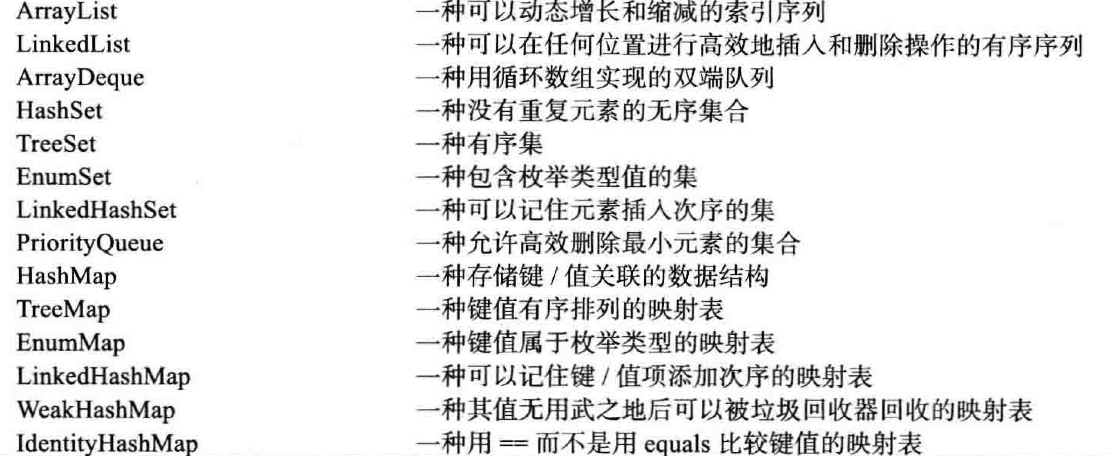 ArrayList 一种可以动态增长和缩减的索引序列
LinkedList 一种可以在任何位置进行高效地插入和删除操作的有序序列
ArrayDeque 一种用循环数组实现的双端队列
HashSet 一种没有重复元素的无序集合
TreeSet 一种有序集
EnumSet 一种包含枚举类型值的集
LinkedHashSet 一种可以记住元素插入次序的集
PriorityQueue 一种允许高效删除最小元素的集合
HashMap 一种存储键 / 值关联的数据结构
TreeMap 一种键值有序排列的映射表
EnumMap 一种键值属于枚举类型的映射表
LinkedHashMap 一种可以记住键 / 值项添加次序的映射表
WeakHashMap 一种其值无用武之地后可以被垃圾回收器回收的映射表
IdentityHashMap 一种用 == 而不是用 equals 比较键值的映射表